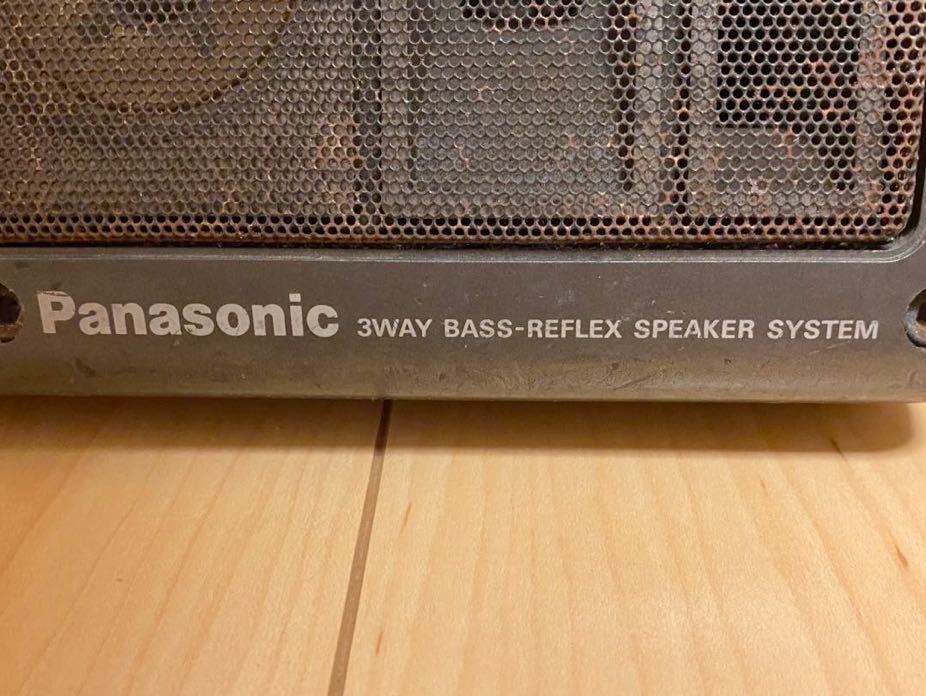 Panasonic 3WAY BASS-REFLEX SPEAKER SYSTEM